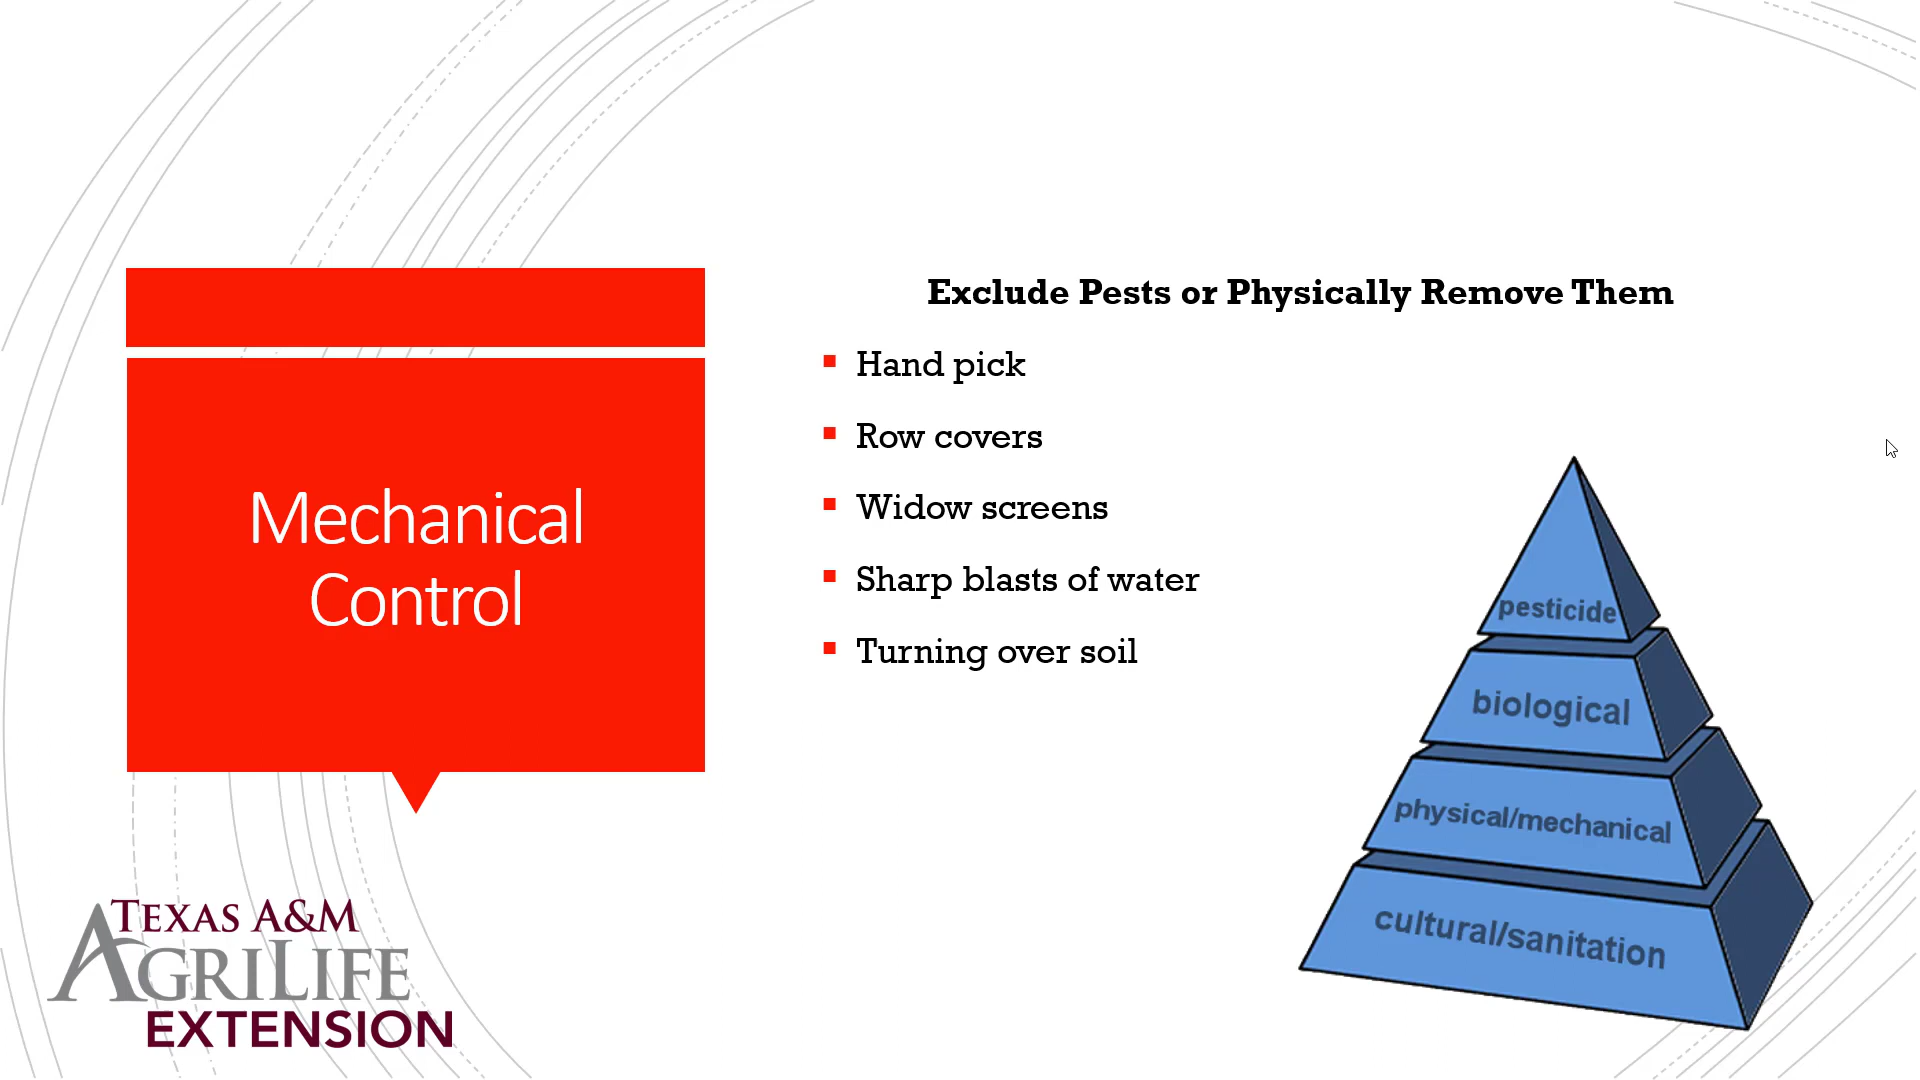 Mechanical
Control
Exclude Pests or Physically Remove Them
Hand pick
Row covers
Widow screens
Sharp blasts of water
Turning over soil
pesticide
biological
physical/mechanical
cultural/sanitation
TEXAS A&M
AGRILIFE
EXTENSION